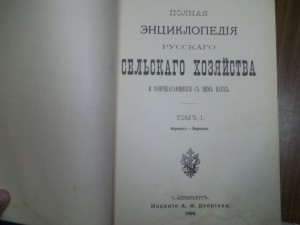 ПОЛНАЯ
ЭНЦИКЛОПЕДІЯ
РУССКАГО
СЕЛЬСКАГО ХОЗЯЙСТВА
И СОПРИКАСАЮЩИХСЯ СЪ НИМЪ НАУКЪ.
ТОМЪ I.
С.-ПЕТЕРБУРГЪ.
Изданіе А. Ф. Девріена.